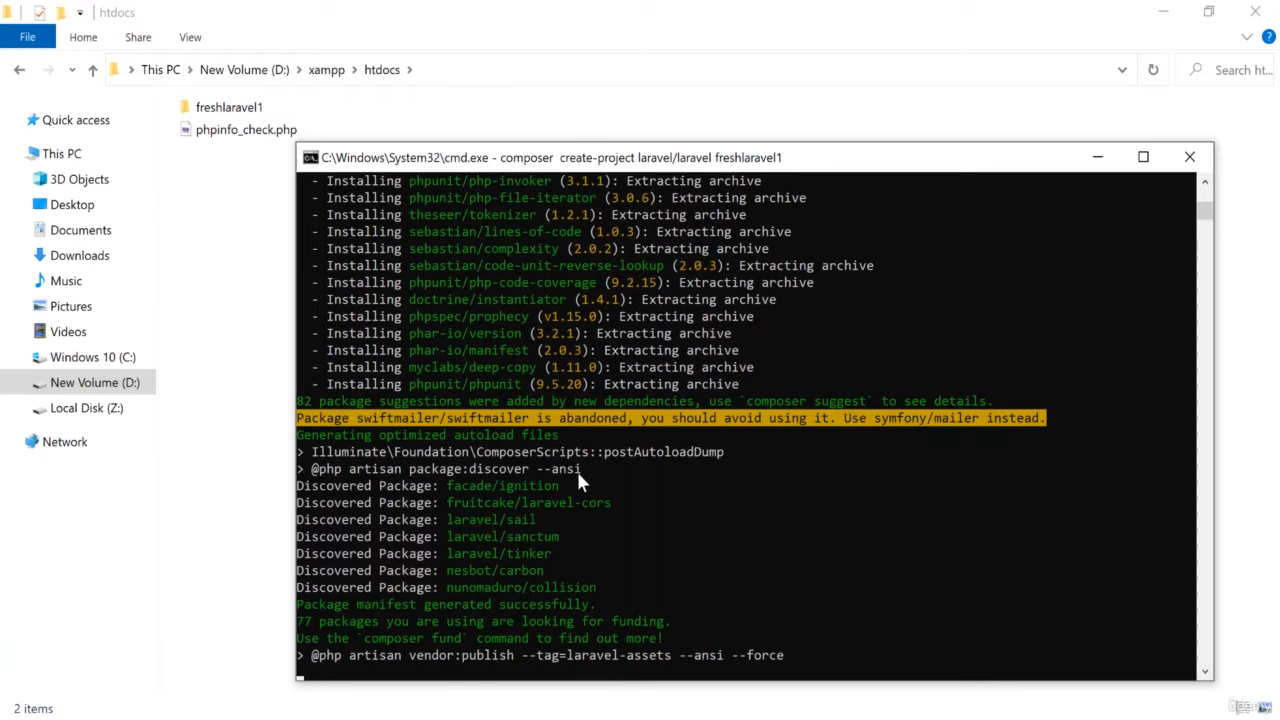 htdocs
File Home Share View
This PC > New Volume (D:) > xampp > htdocs >
Search ht...
Quick access
This PC
3D Objects
Desktop
Documents
Downloads
Music
Pictures
Videos
Windows 10 (C:)
New Volume (D:)
Local Disk (Z:)
Network
freshlaravel1
phpinfo_check.php
C:\Windows\System32\cmd.exe - composer create-project laravel/laravel freshlaravel1
- Installing phpunit/php-invoker (3.1.1): Extracting archive
- Installing phpunit/php-file-iterator (3.0.6): Extracting archive
- Installing theseer/tokenizer (1.2.1): Extracting archive
- Installing sebastian/lines-of-code (1.0.3): Extracting archive
- Installing sebastian/complexity (2.0.2): Extracting archive
- Installing sebastian/code-unit-reverse-lookup (2.0.3): Extracting archive
- Installing phpunit/php-code-coverage (9.2.15): Extracting archive
- Installing doctrine/instantiator (1.4.1): Extracting archive
- Installing phpspec/prophecy (v1.15.0): Extracting archive
- Installing phar-io/version (3.2.1): Extracting archive
- Installing phar-io/manifest (2.0.3): Extracting archive
- Installing myclabs/deep-copy (1.11.0): Extracting archive
- Installing phpunit/phpunit (9.5.20): Extracting archive
82 package suggestions were added by new dependencies, use `composer suggest` to see details.
Package swiftmailer/swiftmailer is abandoned, you should avoid using it. Use symfony/mailer instead.
Generating optimized autoload files
> Illuminate\Foundation\ComposerScripts::postAutoloadDump
> @php artisan package:discover --ansi
Discovered Package: facade/ignition
Discovered Package: fruitcake/laravel-cors
Discovered Package: laravel/sail
Discovered Package: laravel/sanctum
Discovered Package: laravel/tinker
Discovered Package: nesbot/carbon
Discovered Package: nunomaduro/collision
Package manifest generated successfully.
77 packages you are using are looking for funding.
Use the `composer fund` command to find out more!
> @php artisan vendor:publish --tag=laravel-assets --ansi --force
2 items